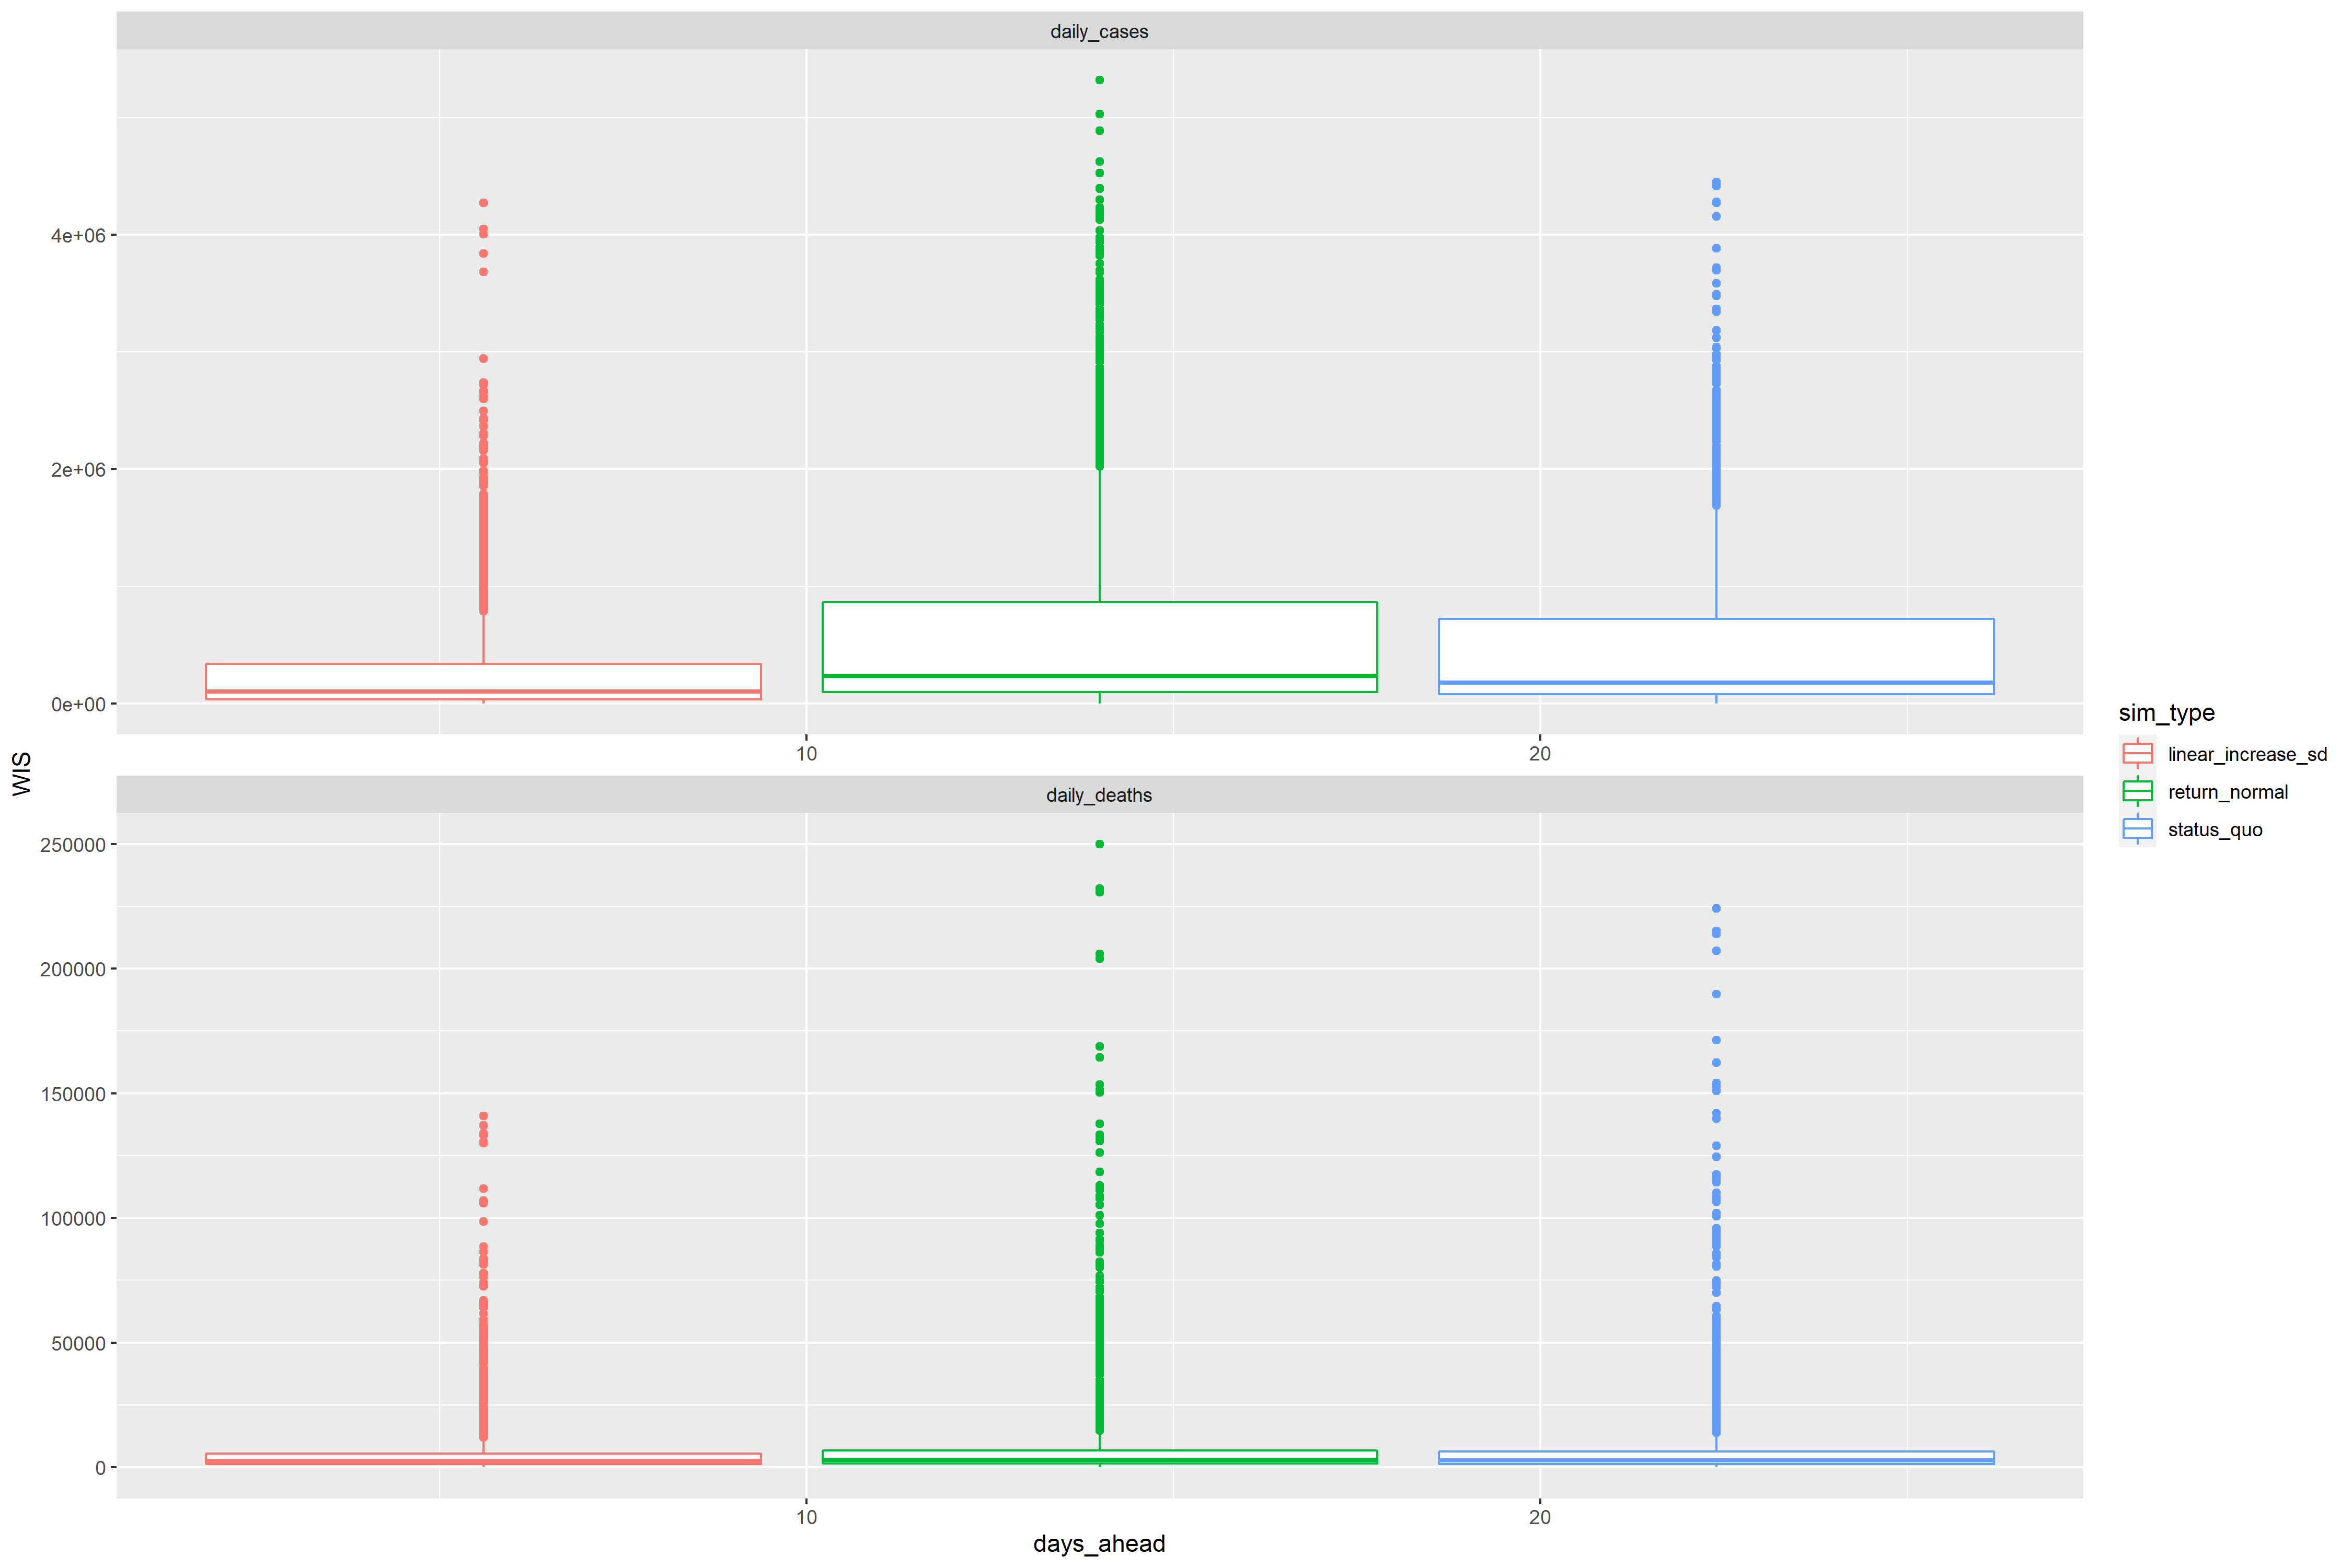 daily_cases
4e+06
2e+06
0e+00
10
20
WIS
daily_deaths
250000
200000
150000
100000
50000
0
10
20
days_ahead
sim_type
linear_increase_sd
return_normal
status_quo